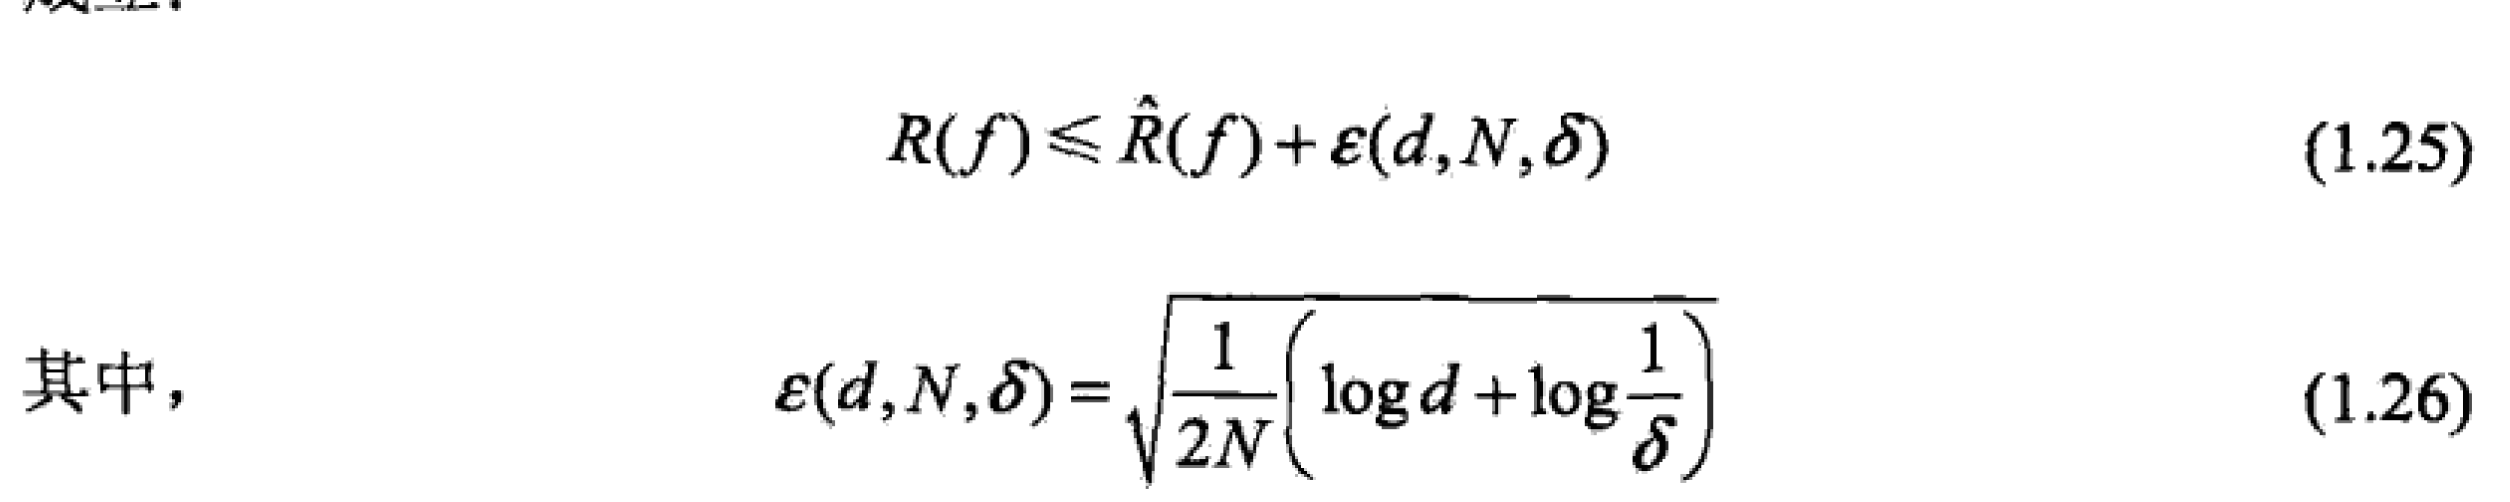 R(f)⩽R̂(f)+ε(d,N,δ) (1.25)
其中, ε(d,N,δ)=√(1/2N(log d+log 1/δ)) (1.26)